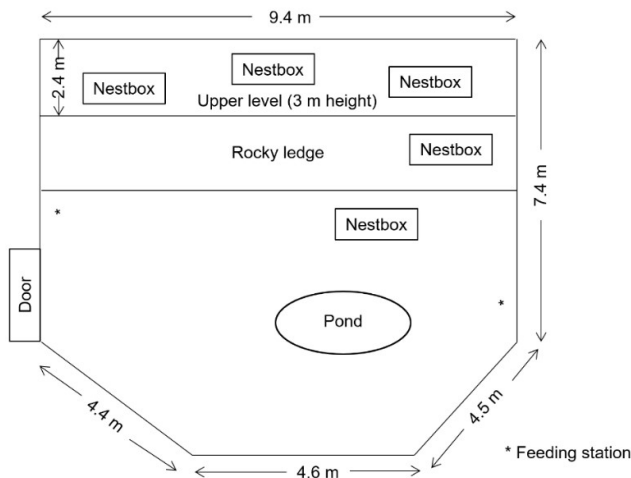 9.4 m
2.4 m
Nestbox
Nestbox
Nestbox
Upper level (3 m height)
Rocky ledge
Nestbox
7.4 m
*
Nestbox
Door
*
Pond
4.4 m
4.5 m
4.6 m
* Feeding station